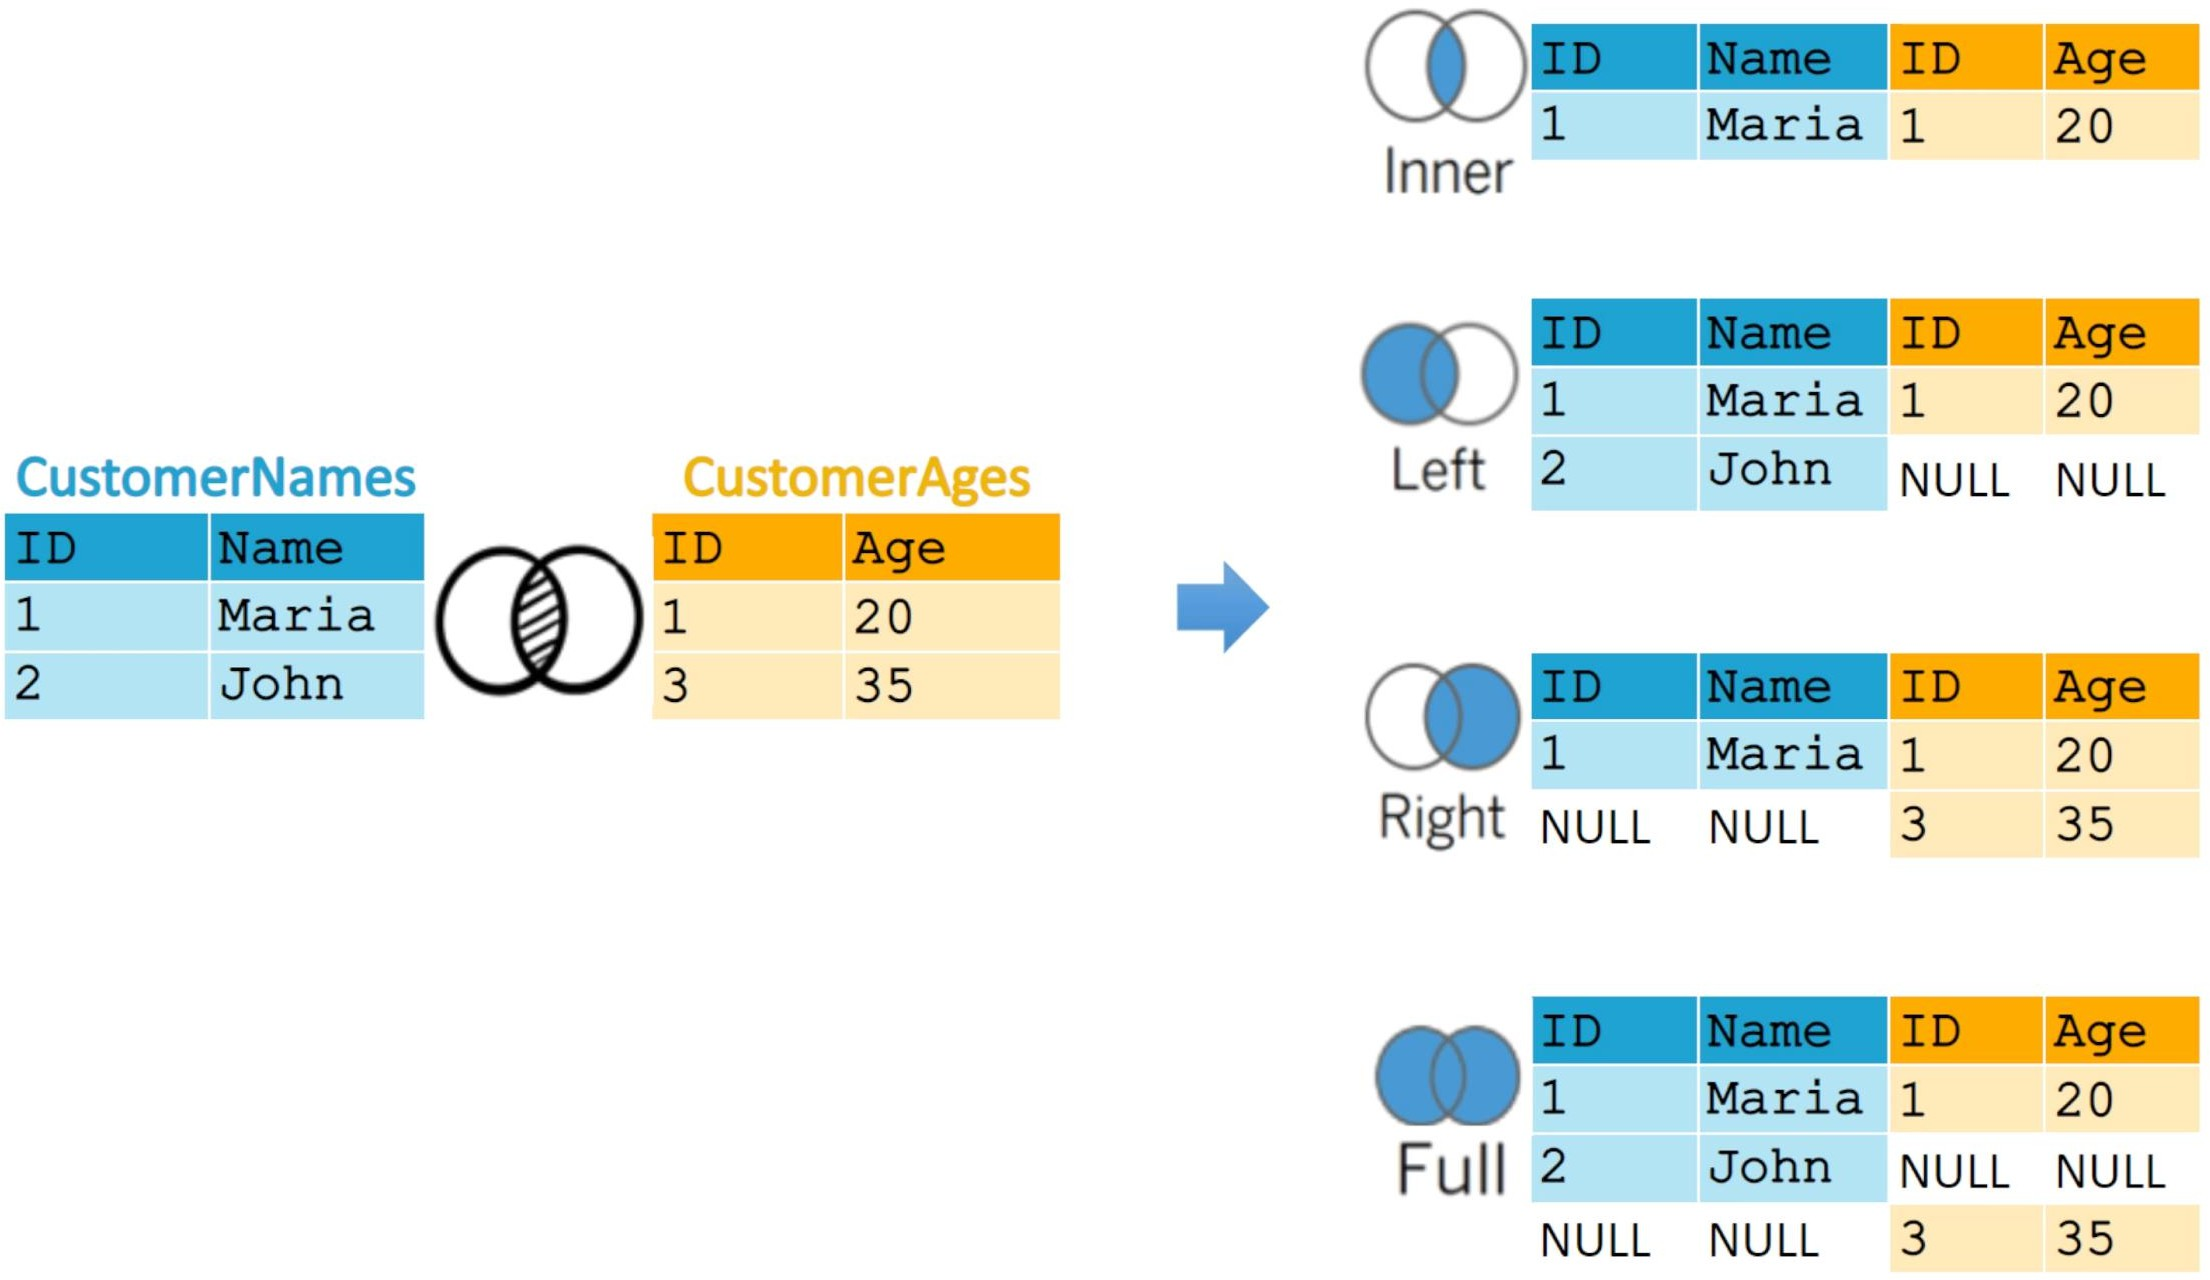 CustomerNames
ID Name
1 Maria
2 John
CustomerAges
ID Age
1 20
3 35
Inner
ID Name ID Age
1 Maria 1 20
Left
ID Name ID Age
1 Maria 1 20
2 John NULL NULL
Right
ID Name ID Age
1 Maria 1 20
NULL NULL 3 35
Full
ID Name ID Age
1 Maria 1 20
2 John NULL NULL
NULL NULL 3 35